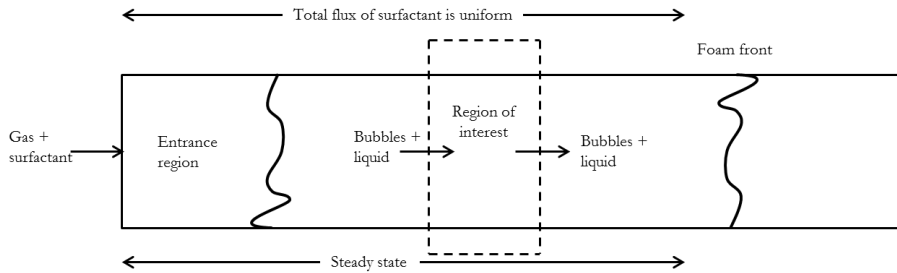 Total flux of surfactant is uniform
Foam front
Gas +
surfactant
Entrance
region
Bubbles +
liquid
Region of
interest
Bubbles +
liquid
Steady state